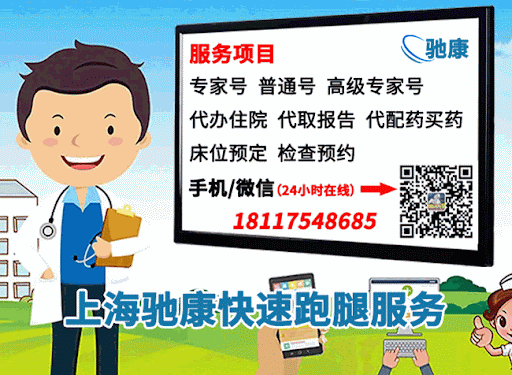 驰康
服务项目
专家号 普通号 高级专家号
代办住院 代取报告 代配药买药
床位预定 检查预约
手机/微信(24小时在线)
18117548685
上海驰康快速跑腿服务